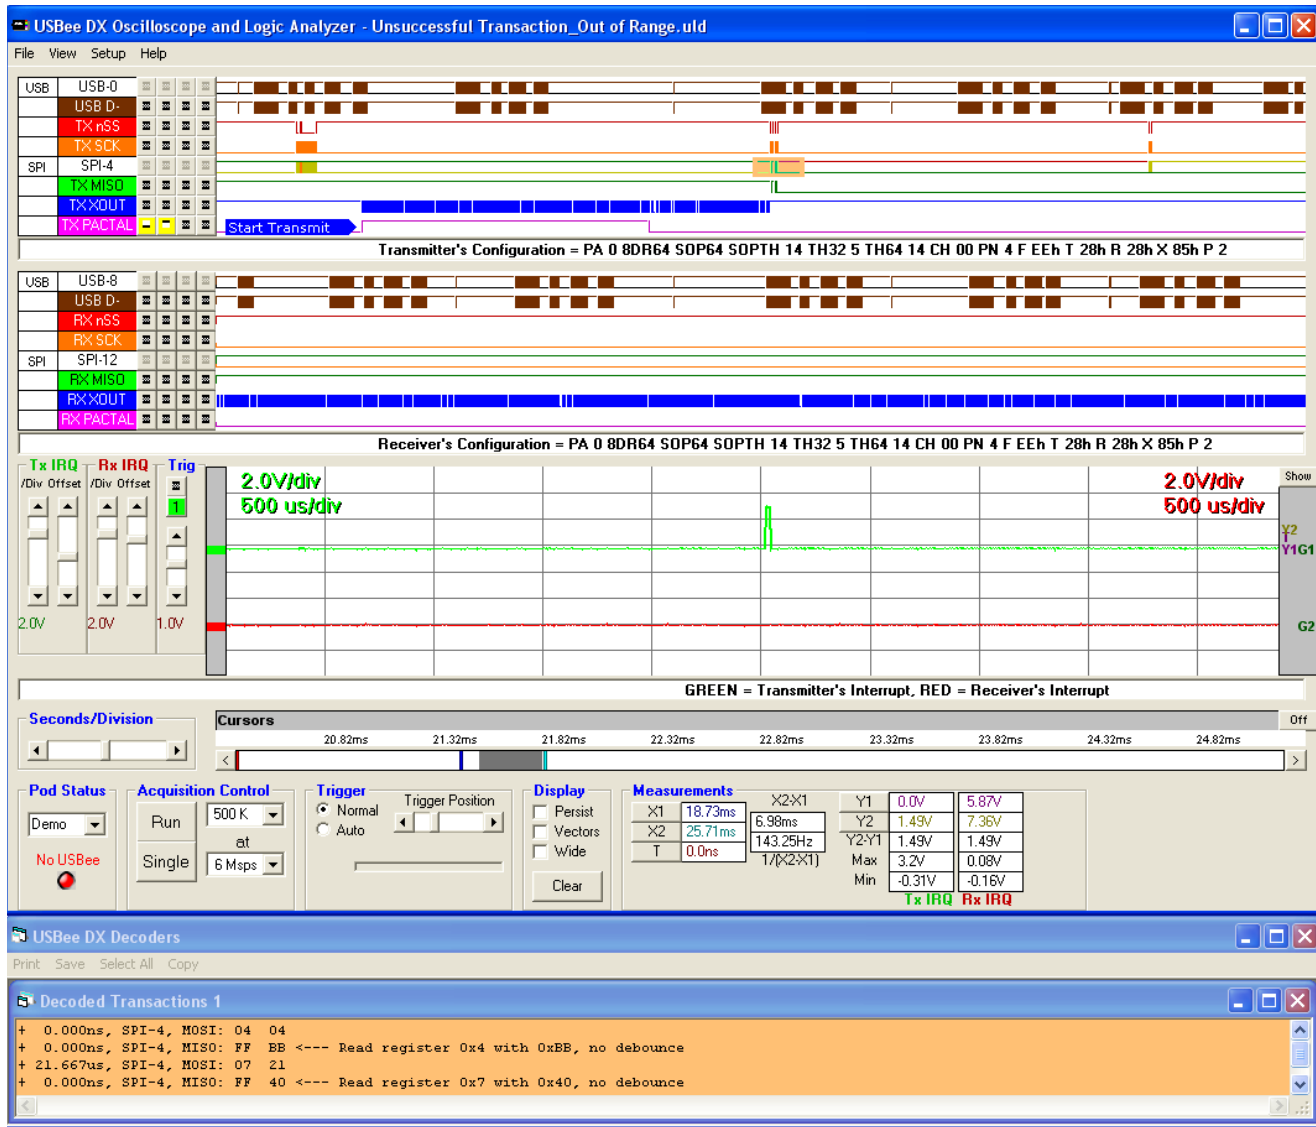 USBee DX Oscilloscope and Logic Analyzer - Unsuccessful Transaction_Out of Range.uld
File View Setup Help
USB USB-0
USB D-
TX nSS
TX SCK
SPI SPI-4
TX MISO
TX XOUT
TX PACTAL Start Transmit
Transmitter's Configuration = PA 0 8DR64 SOP64 SOPTH 14 TH32 5 TH64 14 CH 00 PN 4 F EEh T 28h R 28h X 85h P 2
USB USB-8
USB D-
RX nSS
RX SCK
SPI SPI-12
RX MISO
RX XOUT
RX PACTAL
Receiver's Configuration = PA 0 8DR64 SOP64 SOPTH 14 TH32 5 TH64 14 CH 00 PN 4 F EEh T 28h R 28h X 85h P 2
Tx IRQ Rx IRQ Trig
/Div Offset /Div Offset
1
2.0V 2.0V 1.0V
2.0V/div 2.0V/div
500 us/div 500 us/div
Show
Y2
Y1G1
G2
GREEN = Transmitter's Interrupt, RED = Receiver's Interrupt
Seconds/Division
Cursors Off
20.82ms 21.32ms 21.82ms 22.32ms 22.82ms 23.32ms 23.82ms 24.32ms 24.82ms
Pod Status
Demo
No USBee
Acquisition Control
Run 500 K
at
Single 6 Msps
Trigger
Normal Trigger Position
Auto
Display
Persist
Vectors
Wide
Clear
Measurements
X1 18.73ms X2-X1 Y1 0.0V 5.87V
X2 25.71ms 6.98ms Y2 1.49V 7.36V
T 0.0ns 143.25Hz Y2-Y1 1.49V 1.49V
1/(X2-X1) Max 3.2V 0.08V
Min -0.31V -0.16V
Tx IRQ Rx IRQ
USBee DX Decoders
Print Save Select All Copy
Decoded Transactions 1
+ 0.000ns, SPI-4, MOSI: 04 04
+ 0.000ns, SPI-4, MISO: FF BB <--- Read register 0x4 with 0xBB, no debounce
+ 21.667us, SPI-4, MOSI: 07 21
+ 0.000ns, SPI-4, MISO: FF 40 <--- Read register 0x7 with 0x40, no debounce